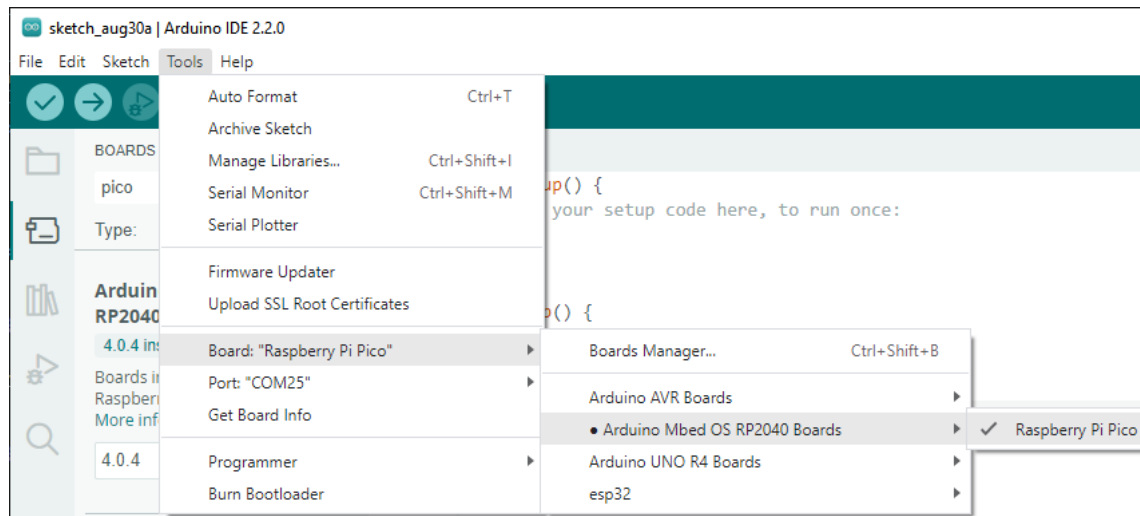 sketch_aug30a | Arduino IDE 2.2.0
File Edit Sketch Tools Help
Auto Format Ctrl+T
BOARDS
Archive Sketch
Manage Libraries... Ctrl+Shift+I
pico
Serial Monitor Ctrl+Shift+M
up() {
your setup code here, to run once:
Type:
Serial Plotter
Firmware Updater
Arduin
Upload SSL Root Certificates
RP2040
p() {
4.0.4 ins
Board: "Raspberry Pi Pico"
Boards Manager... Ctrl+Shift+B
Boards i
Port: "COM25"
Raspber
Arduino AVR Boards
More inf
Get Board Info
● Arduino Mbed OS RP2040 Boards
✓ Raspberry Pi Pico
4.0.4
Programmer
Arduino UNO R4 Boards
Burn Bootloader
esp32